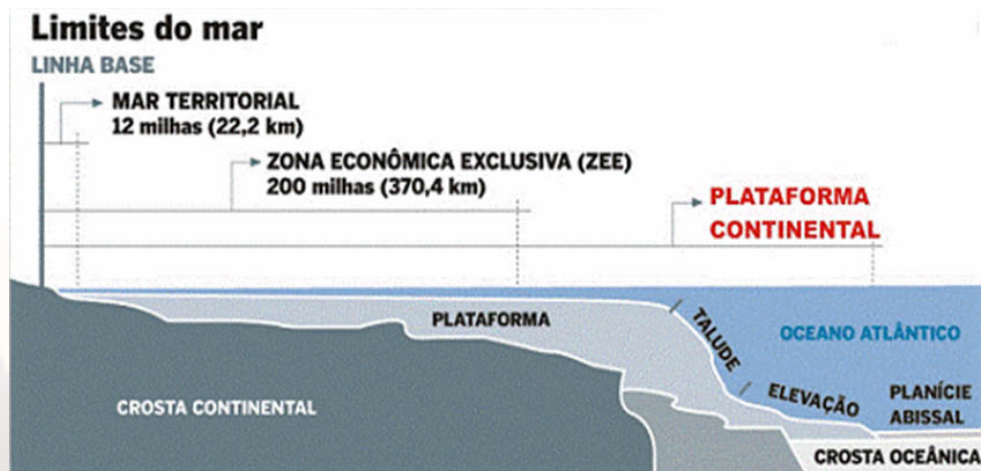 Limites do mar
LINHA BASE
MAR TERRITORIAL
12 milhas (22,2 km)
ZONA ECONÔMICA EXCLUSIVA (ZEE)
200 milhas (370,4 km)
PLATAFORMA
CONTINENTAL
PLATAFORMA
TALUDE
OCEANO ATLÂNTICO
ELEVAÇÃO
PLANÍCIE
ABISSAL
CROSTA CONTINENTAL
CROSTA OCEÂNICA